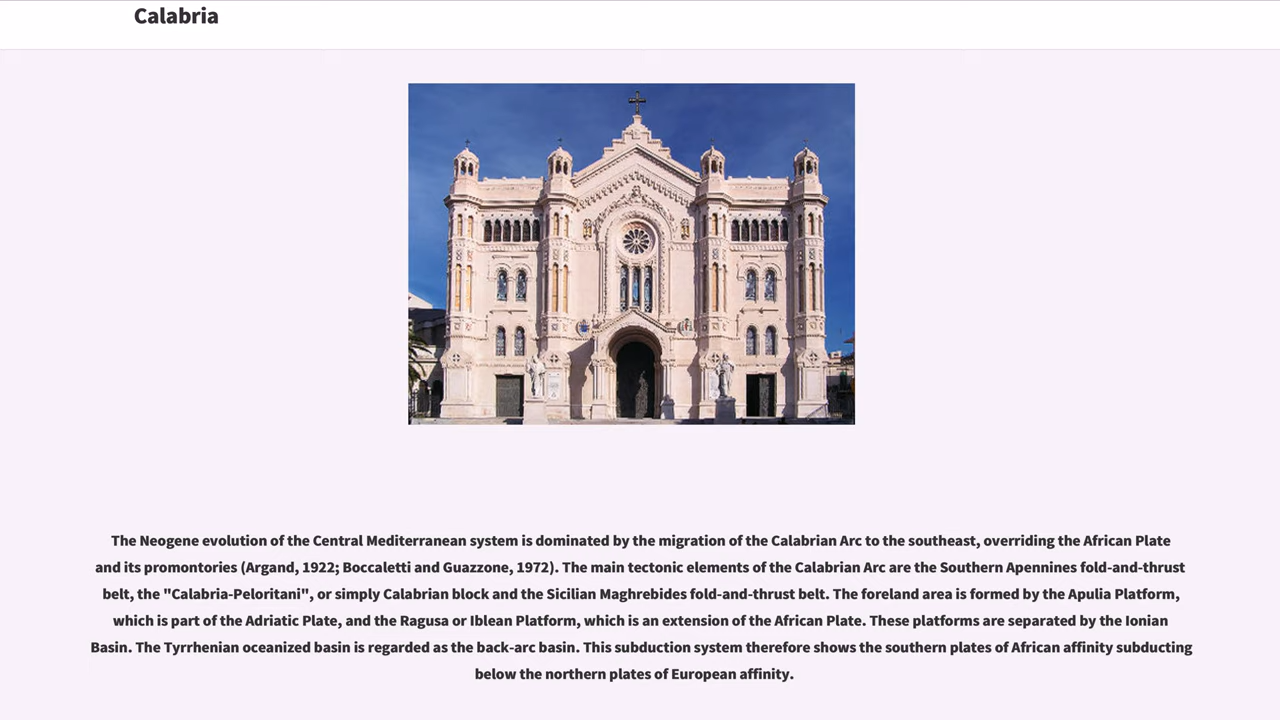 Calabria
The Neogene evolution of the Central Mediterranean system is dominated by the migration of the Calabrian Arc to the southeast, overriding the African Plate
and its promontories (Argand, 1922; Boccaletti and Guazzone, 1972). The main tectonic elements of the Calabrian Arc are the Southern Apennines fold-and-thrust
belt, the "Calabria-Peloritani", or simply Calabrian block and the Sicilian Maghrebides fold-and-thrust belt. The foreland area is formed by the Apulia Platform,
which is part of the Adriatic Plate, and the Ragusa or Iblean Platform, which is an extension of the African Plate. These platforms are separated by the Ionian
Basin. The Tyrrhenian oceanized basin is regarded as the back-arc basin. This subduction system therefore shows the southern plates of African affinity subducting
below the northern plates of European affinity.